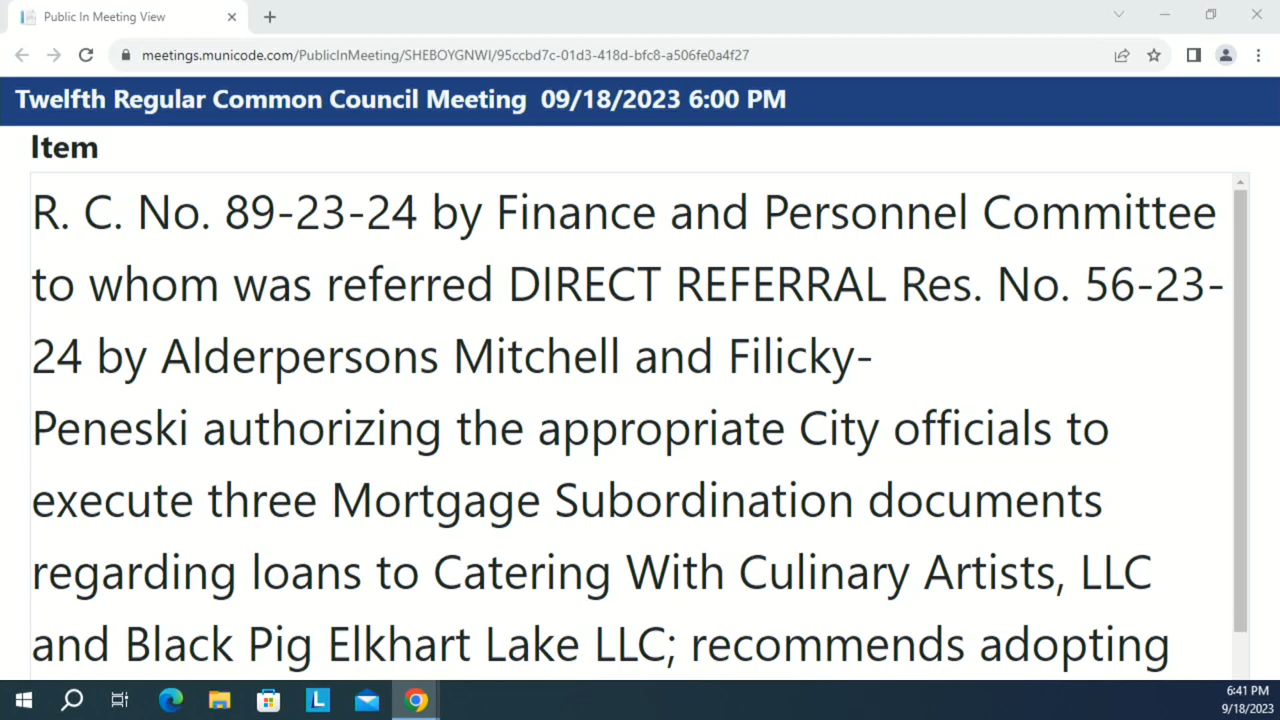 Public In Meeting View
meetings.municode.com/PublicInMeeting/SHEBOYGNWI/95ccbd7c-01d3-418d-bfc8-a506fe0a4f27
Twelfth Regular Common Council Meeting 09/18/2023 6:00 PM
Item
R. C. No. 89-23-24 by Finance and Personnel Committee
to whom was referred DIRECT REFERRAL Res. No. 56-23-
24 by Alderpersons Mitchell and Filicky-
Peneski authorizing the appropriate City officials to
execute three Mortgage Subordination documents
regarding loans to Catering With Culinary Artists, LLC
and Black Pig Elkhart Lake LLC; recommends adopting
L
6:41 PM
9/18/2023